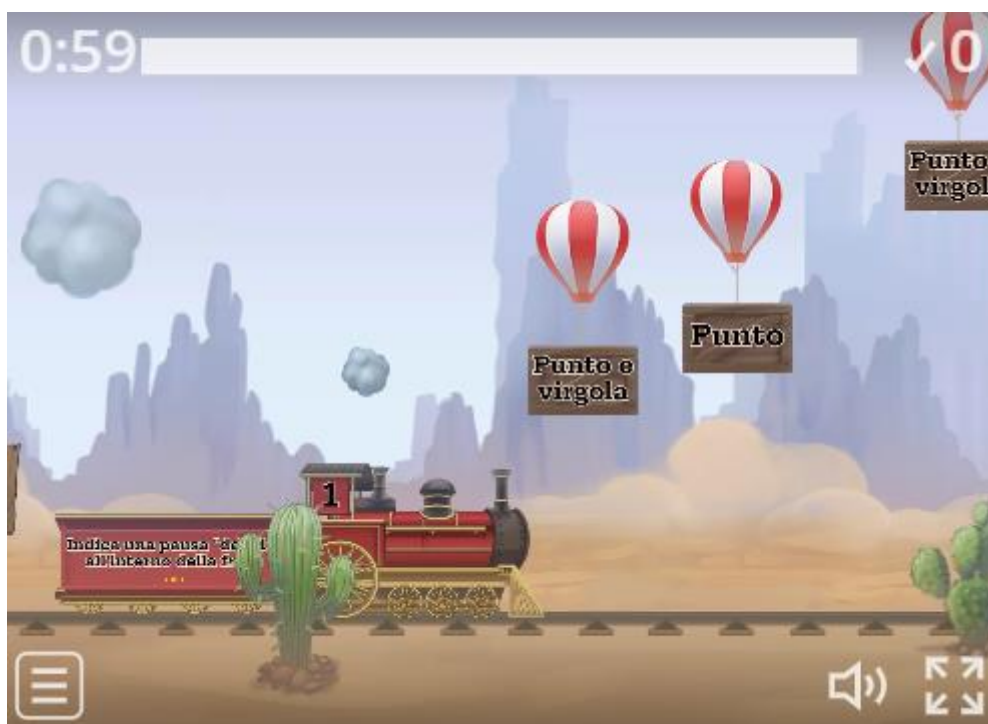 0:59
0
Punto
virgol
Punto
Punto e
virgola
1
Indica una pausa
all'interno della